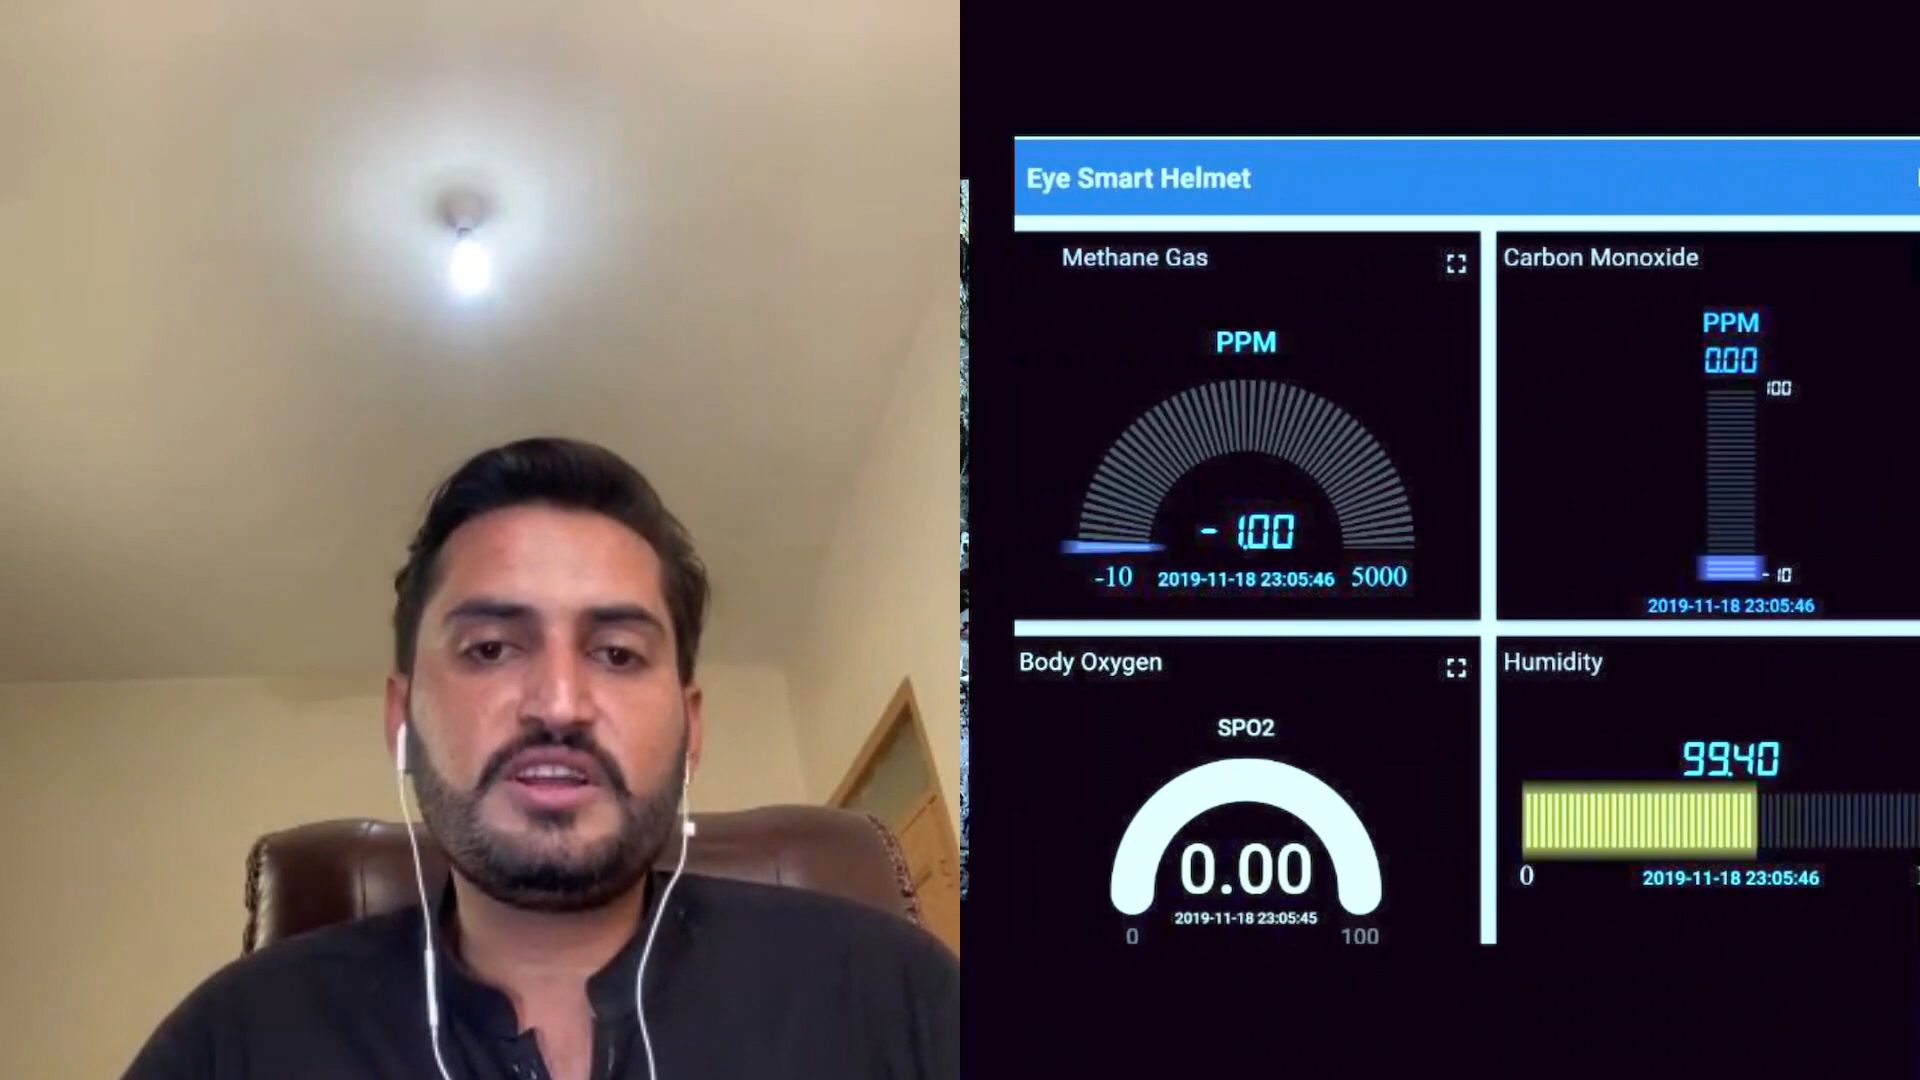 Eye Smart Helmet
Methane Gas
PPM
- 1.00
-10
2019-11-18 23:05:46
5000
Carbon Monoxide
PPM
0.00
100
- 10
2019-11-18 23:05:46
Body Oxygen
SPO2
0.00
2019-11-18 23:05:45
0
100
Humidity
99.40
0
2019-11-18 23:05:46